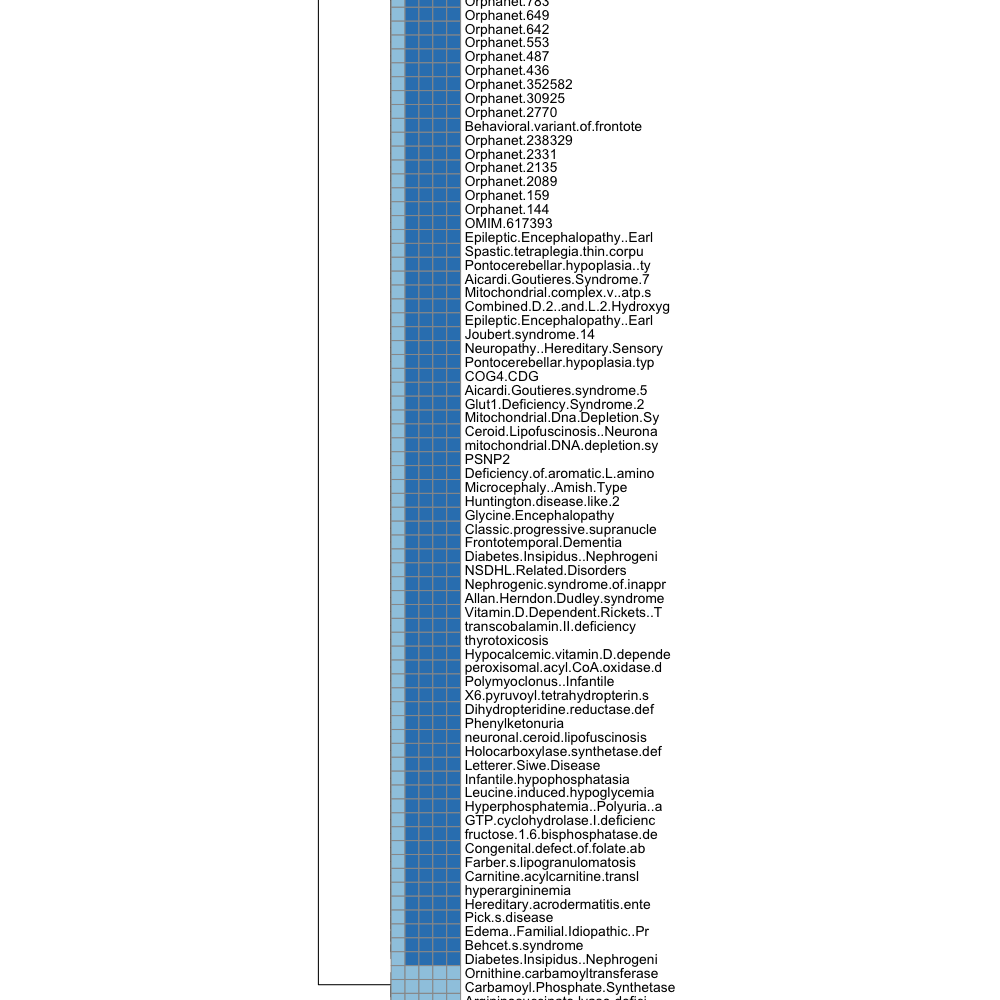 Orphanet.783
Orphanet.649
Orphanet.642
Orphanet.553
Orphanet.487
Orphanet.436
Orphanet.352582
Orphanet.30925
Orphanet.2770
Behavioral.variant.of.frontote
Orphanet.238329
Orphanet.2331
Orphanet.2135
Orphanet.2089
Orphanet.159
Orphanet.144
OMIM.617393
Epileptic.Encephalopathy..Earl
Spastic.tetraplegia.thin.corpu
Pontocerebellar.hypoplasia..ty
Aicardi.Goutieres.Syndrome.7
Mitochondrial.complex.v..atp.s
Combined.D.2..and.L.2.Hydroxyg
Epileptic.Encephalopathy..Earl
Joubert.syndrome.14
Neuropathy..Hereditary.Sensory
Pontocerebellar.hypoplasia.typ
COG4.CDG
Aicardi.Goutieres.syndrome.5
Glut1.Deficiency.Syndrome.2
Mitochondrial.Dna.Depletion.Sy
Ceroid.Lipofuscinosis..Neurona
mitochondrial.DNA.depletion.sy
PSNP2
Deficiency.of.aromatic.L.amino
Microcephaly..Amish.Type
Huntington.disease.like.2
Glycine.Encephalopathy
Classic.progressive.supranucle
Frontotemporal.Dementia
Diabetes.Insipidus..Nephrogeni
NSDHL.Related.Disorders
Nephrogenic.syndrome.of.inappr
Allan.Herndon.Dudley.syndrome
Vitamin.D.Dependent.Rickets..T
transcobalamin.II.deficiency
thyrotoxicosis
Hypocalcemic.vitamin.D.depende
peroxisomal.acyl.CoA.oxidase.d
Polymyoclonus..Infantile
X6.pyruvoyl.tetrahydropterin.s
Dihydropteridine.reductase.def
Phenylketonuria
neuronal.ceroid.lipofuscinosis
Holocarboxylase.synthetase.def
Letterer.Siwe.Disease
Infantile.hypophosphatasia
Leucine.induced.hypoglycemia
Hyperphosphatemia..Polyuria..a
GTP.cyclohydrolase.I.deficienc
fructose.1.6.bisphosphatase.de
Congenital.defect.of.folate.ab
Farber.s.lipogranulomatosis
Carnitine.acylcarnitine.transl
hyperargininemia
Hereditary.acrodermatitis.ente
Pick.s.disease
Edema..Familial.Idiopathic..Pr
Behcet.s.syndrome
Diabetes.Insipidus..Nephrogeni
Ornithine.carbamoyltransferase
Carbamoyl.Phosphate.Synthetase